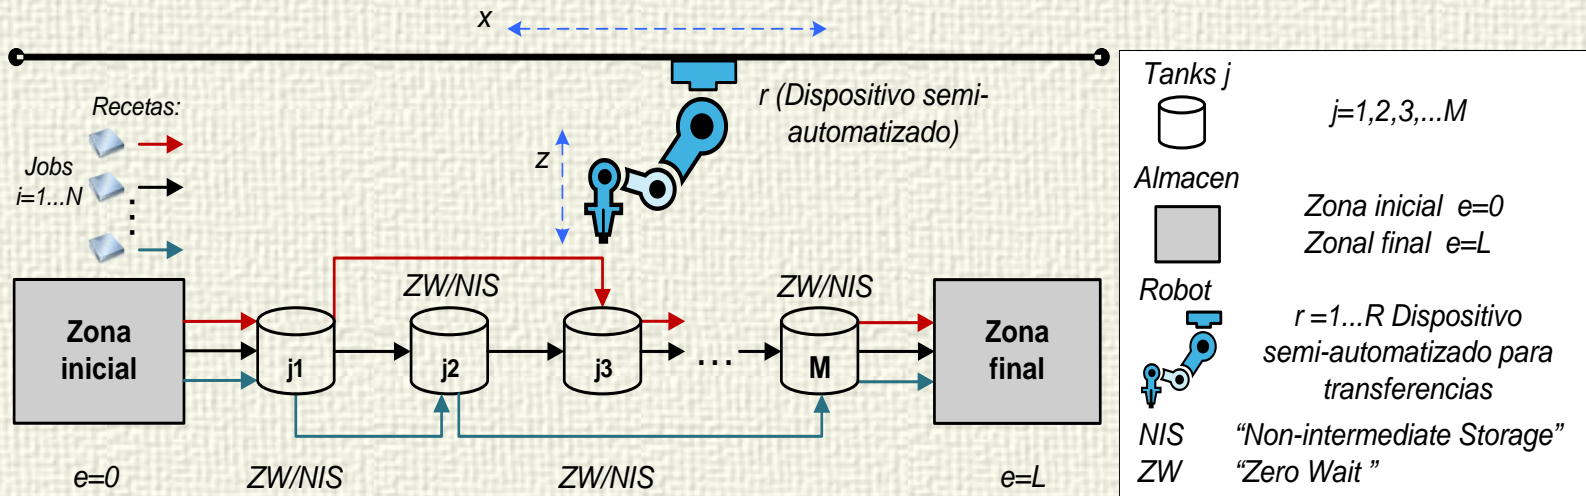 x
Recetas:
Jobs
i=1...N
r (Dispositivo semi-
automatizado)
z
ZW/NIS
ZW/NIS
Zona
inicial
j1
j2
j3
...
M
Zona
final
e=0
ZW/NIS
ZW/NIS
e=L
Tanks j
j=1,2,3,...M
Almacen
Zona inicial e=0
Zonal final e=L
Robot
r =1...R Dispositivo
semi-automatizado para
transferencias
NIS "Non-intermediate Storage"
ZW "Zero Wait "